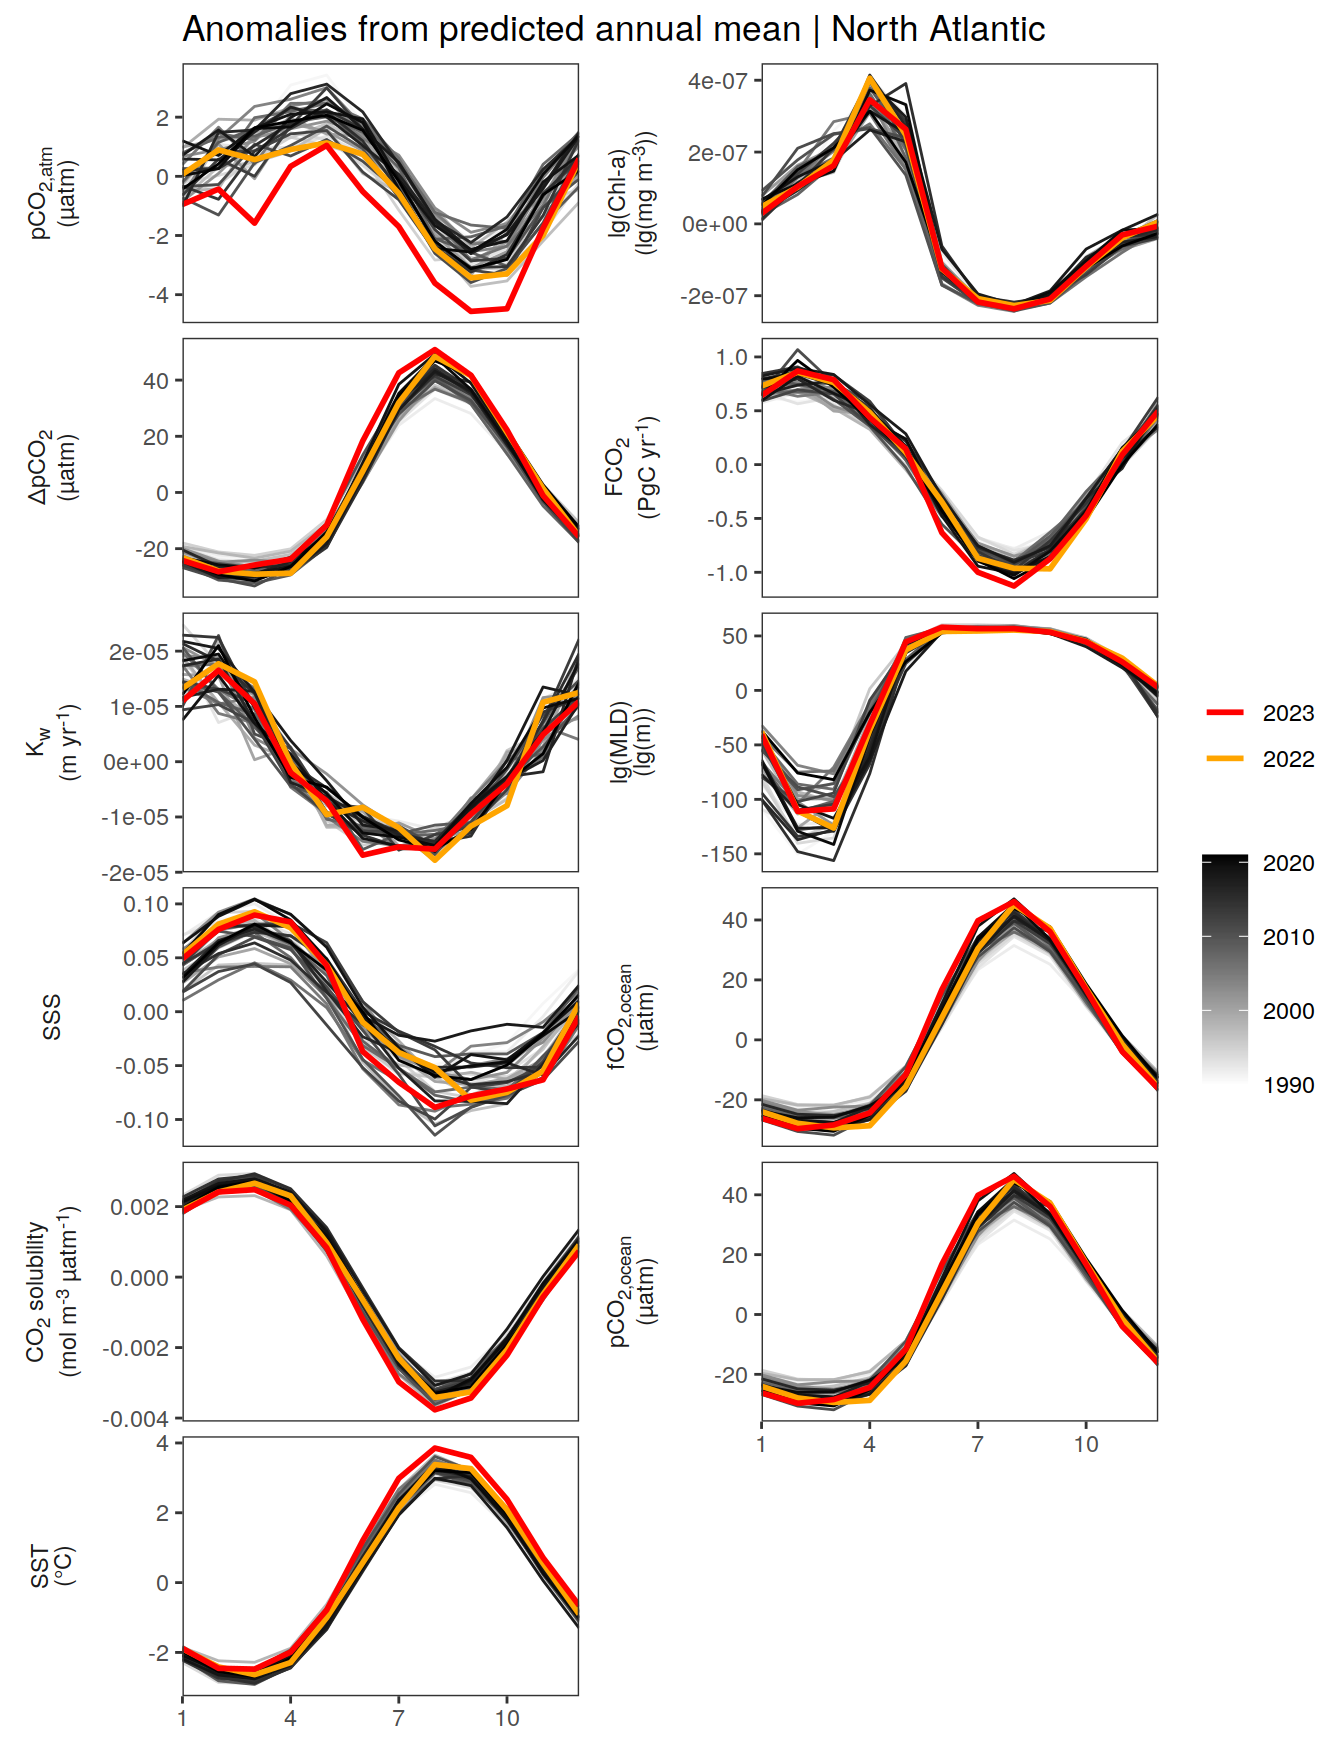 Anomalies from predicted annual mean | North Atlantic
pCO2,atm
(µatm)
2
0
-2
-4
lg(Chl-a)
(lg(mg m-3))
4e-07
2e-07
0e+00
-2e-07
ΔpCO2
(µatm)
40
20
0
-20
FCO2
(PgC yr-1)
1.0
0.5
0.0
-0.5
-1.0
Kw
(m yr-1)
2e-05
1e-05
0e+00
-1e-05
-2e-05
lg(MLD)
(lg(m))
50
0
-50
-100
-150
SSS
0.10
0.05
0.00
-0.05
-0.10
fCO2,ocean
(µatm)
40
20
0
-20
CO2 solubility
(mol m-3 µatm-1)
0.002
0.000
-0.002
-0.004
pCO2,ocean
(µatm)
40
20
0
-20
1 4 7 10
SST
(°C)
4
2
0
-2
1 4 7 10
2023
2022
2020
2010
2000
1990